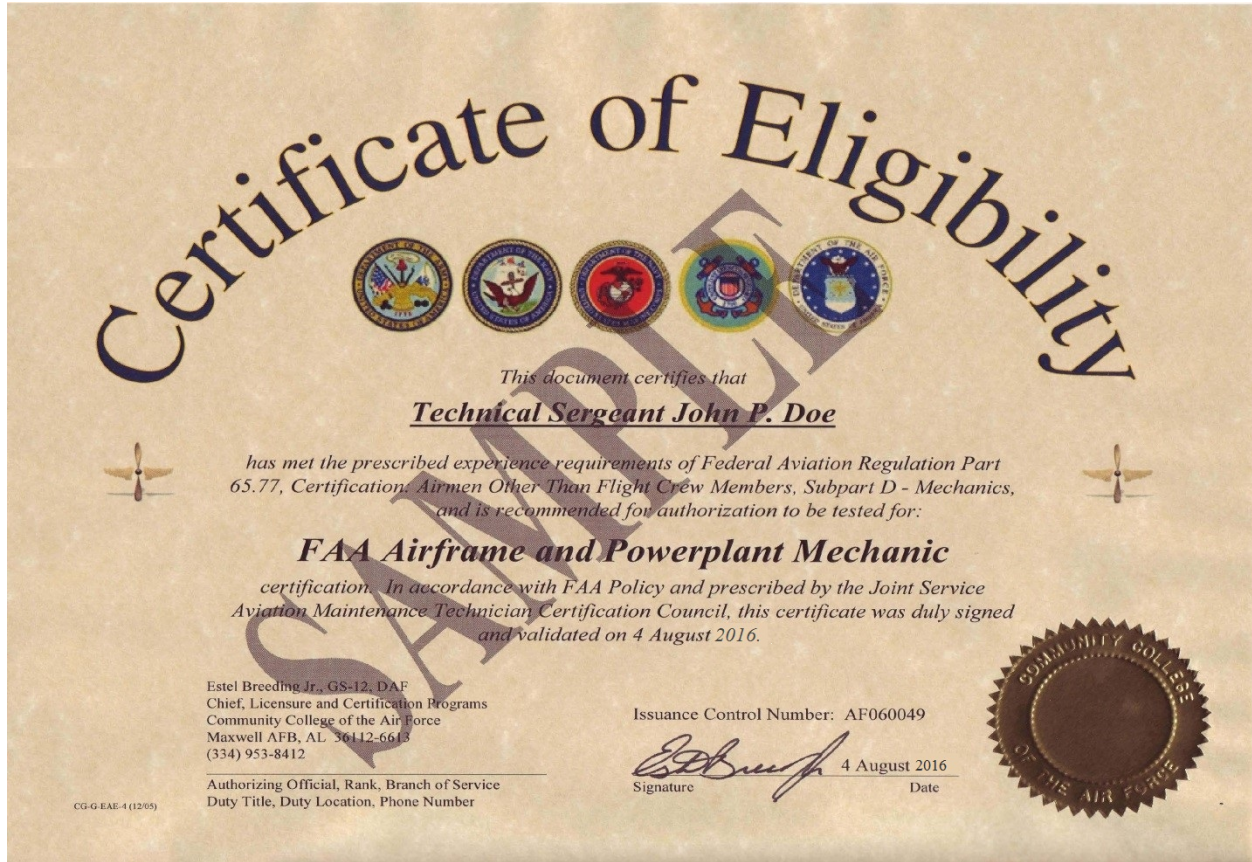 Certificate of Eligibility
This document certifies that
Technical Sergeant John P. Doe
has met the prescribed experience requirements of Federal Aviation Regulation Part
65.77, Certification: Airmen Other Than Flight Crew Members, Subpart D - Mechanics,
and is recommended for authorization to be tested for:
FAA Airframe and Powerplant Mechanic
certification. In accordance with FAA Policy and prescribed by the Joint Service
Aviation Maintenance Technician Certification Council, this certificate was duly signed
and validated on 4 August 2016.
SAMPLE
Estel Breeding Jr., GS-12, DAF
Chief, Licensure and Certification Programs
Community College of the Air Force
Maxwell AFB, AL 36112-6613
(334) 953-8412
Authorizing Official, Rank, Branch of Service
Duty Title, Duty Location, Phone Number
Issuance Control Number: AF060049
4 August 2016
Signature Date
COMMUNITY COLLEGE
OF THE AIR FORCE
CG-G-EAE-4 (12/05)